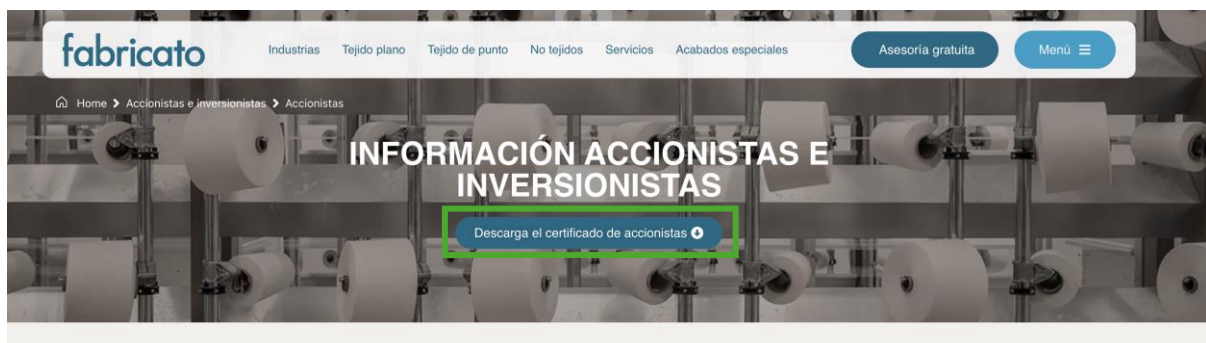 fabricato
Industrias Tejido plano Tejido de punto No tejidos Servicios Acabados especiales
Asesoría gratuita
Menú
Home > Accionistas e inversionistas > Accionistas
INFORMACIÓN ACCIONISTAS E
INVERSIONISTAS
Descarga el certificado de accionistas